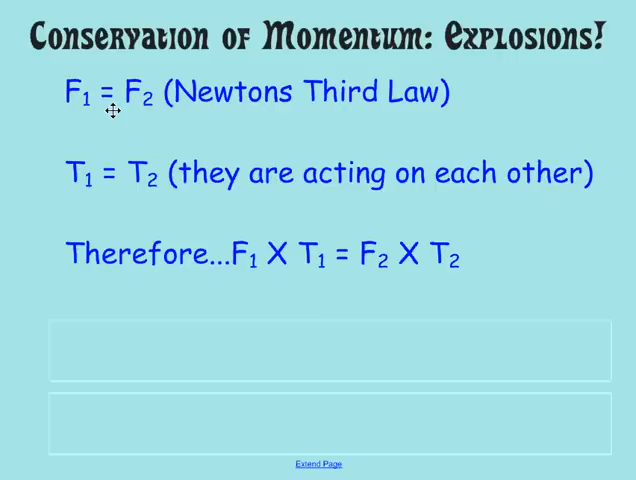 Conservation of Momentum: Explosions!
F₁ = F₂ (Newtons Third Law)
T₁ = T₂ (they are acting on each other)
Therefore...F₁ X T₁ = F₂ X T₂
Extend Page